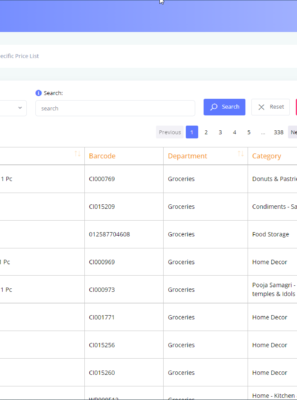 ecific Price List
Search:
search
Search
Reset
Previous 1 2 3 4 5 ... 338 Ne
Barcode Department Category
1 Pc CI000769 Groceries Donuts & Pastrie
CI015209 Groceries Condiments - Sa
012587704608 Groceries Food Storage
1 Pc CI000969 Groceries Home Decor
1 Pc CI000973 Groceries Pooja Samagri -
temples & idols
CI001771 Groceries Home Decor
CI015256 Groceries Home Decor
CI015260 Groceries Home Decor
Home - Kitchen